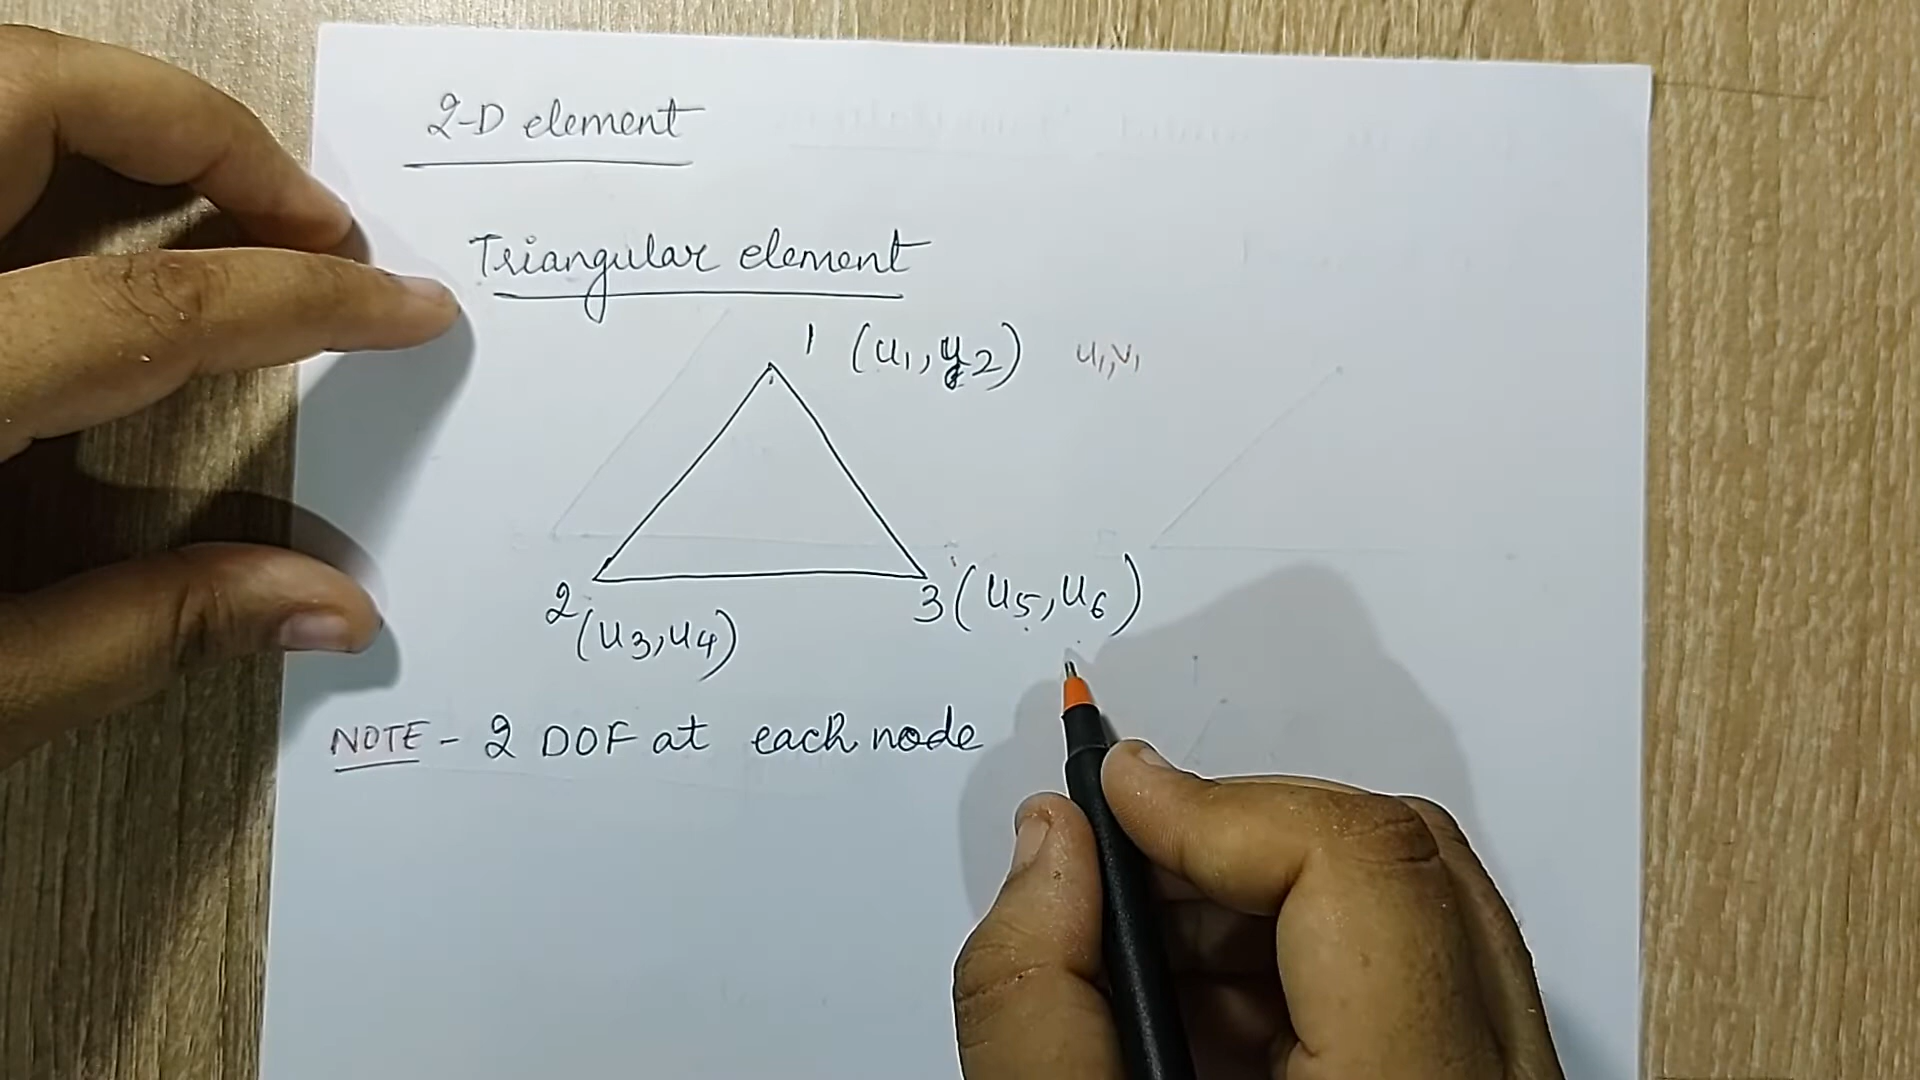 2-D element
Triangular element
1 (u1, u2) u1, v1
2 (u3, u4)
3 (u5, u6)
NOTE - 2 DOF at each node